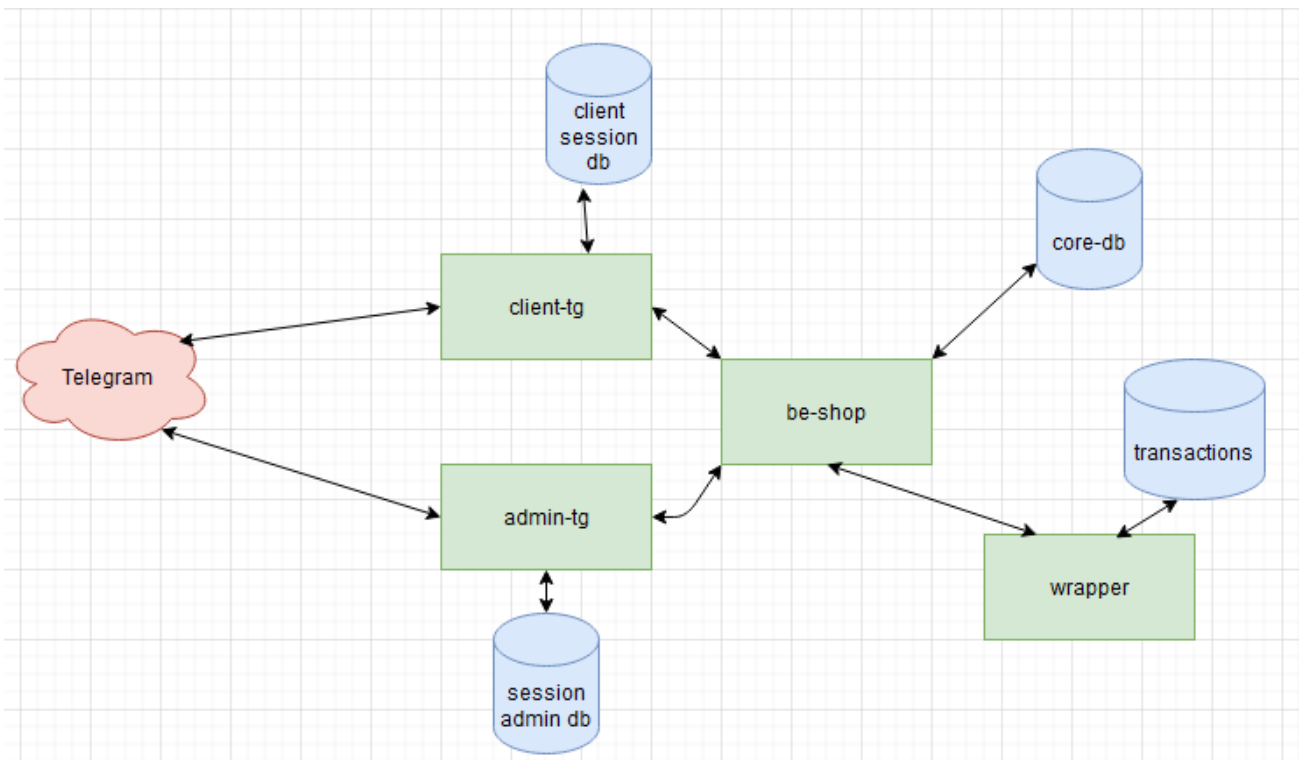 client
session
db
core-db
client-tg
Telegram
be-shop
transactions
admin-tg
wrapper
session
admin db